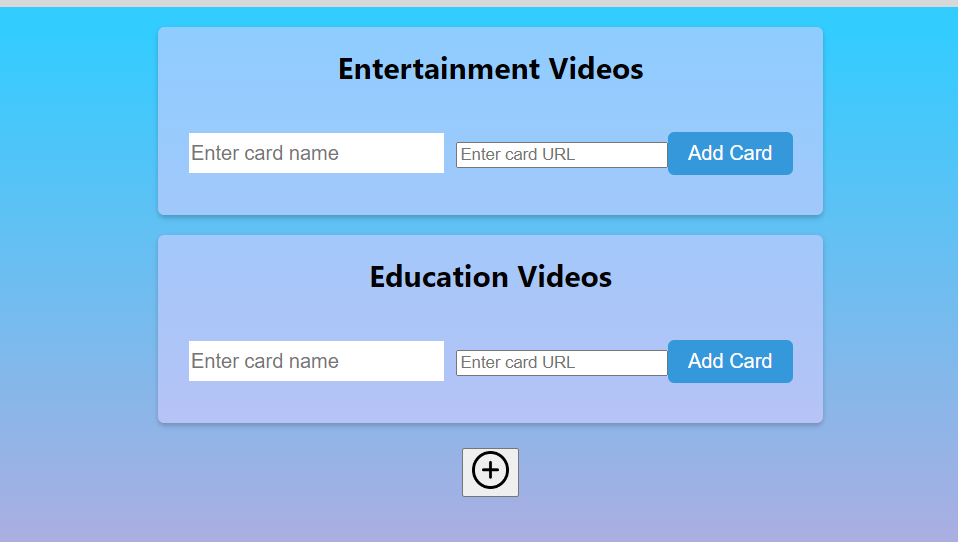 Entertainment Videos
Enter card name Enter card URL Add Card
Education Videos
Enter card name Enter card URL Add Card